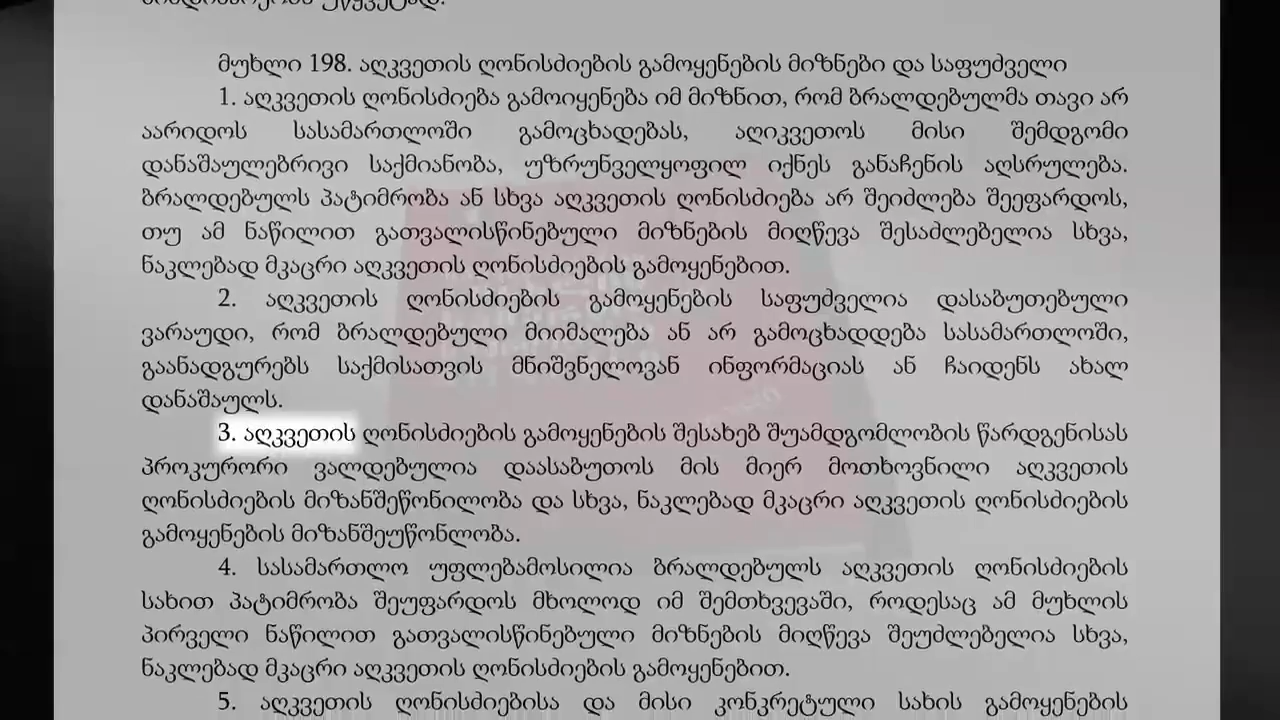 მუხლი 198. აღკვეთის ღონისძიების გამოყენების მიზნები და საფუძველი
1. აღკვეთის ღონისძიება გამოიყენება იმ მიზნით, რომ ბრალდებულმა თავი არ
აარიდოს სასამართლოში გამოცხადებას, აღიკვეთოს მისი შემდგომი
დანაშაულებრივი საქმიანობა, უზრუნველყოფილ იქნეს განაჩენის აღსრულება.
ბრალდებულს პატიმრობა ან სხვა აღკვეთის ღონისძიება არ შეიძლება შეეფარდოს,
თუ ამ ნაწილით გათვალისწინებული მიზნების მიღწევა შესაძლებელია სხვა,
ნაკლებად მკაცრი აღკვეთის ღონისძიების გამოყენებით.
2. აღკვეთის ღონისძიების გამოყენების საფუძველია დასაბუთებული
ვარაუდი, რომ ბრალდებული მიიმალება ან არ გამოცხადდება სასამართლოში,
გაანადგურებს საქმისათვის მნიშვნელოვან ინფორმაციას ან ჩაიდენს ახალ
დანაშაულს.
3. აღკვეთის ღონისძიების გამოყენების შესახებ შუამდგომლობის წარდგენისას
პროკურორი ვალდებულია დაასაბუთოს მის მიერ მოთხოვნილი აღკვეთის
ღონისძიების მიზანშეწონილობა და სხვა, ნაკლებად მკაცრი აღკვეთის ღონისძიების
გამოყენების მიზანშეუწონლობა.
4. სასამართლო უფლებამოსილია ბრალდებულს აღკვეთის ღონისძიების
სახით პატიმრობა შეუფარდოს მხოლოდ იმ შემთხვევაში, როდესაც ამ მუხლის
პირველი ნაწილით გათვალისწინებული მიზნების მიღწევა შეუძლებელია სხვა,
ნაკლებად მკაცრი აღკვეთის ღონისძიების გამოყენებით.
5. აღკვეთის ღონისძიებისა და მისი კონკრეტული სახის გამოყენების